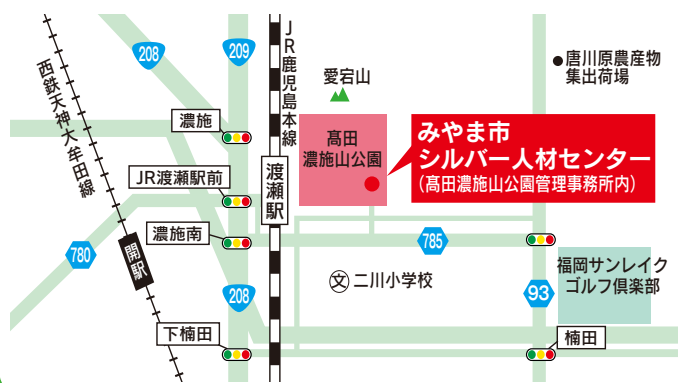 208
209
JR鹿児島本線
西鉄天神大牟田線
愛宕山
唐川原農産物
集出荷場
濃施
髙田
濃施山公園
みやま市
シルバー人材センター
(髙田濃施山公園管理事務所内)
JR渡瀬駅前
渡瀬駅
濃施南
780
開駅
785
208
文
二川小学校
93
福岡サンレイク
ゴルフ倶楽部
下楠田
楠田